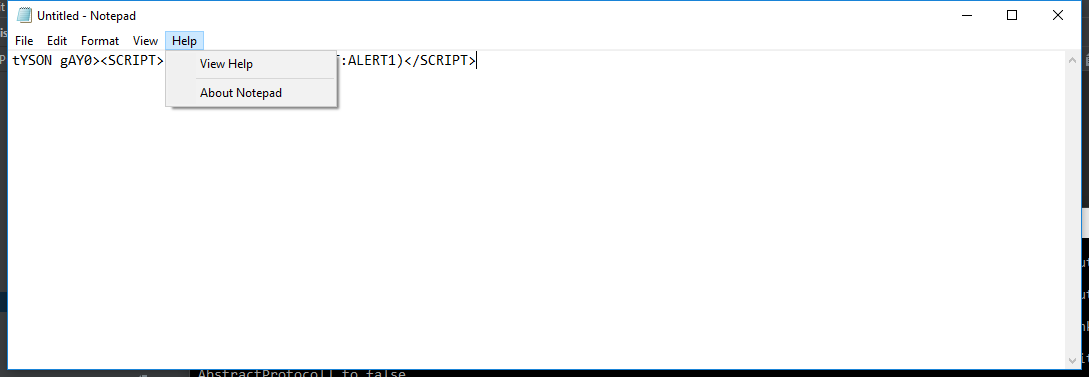 Untitled - Notepad
File Edit Format View Help
tYSON gAY0><SCRIPT> :ALERT1)</SCRIPT>
View Help
About Notepad
AbstractProtocol] to false